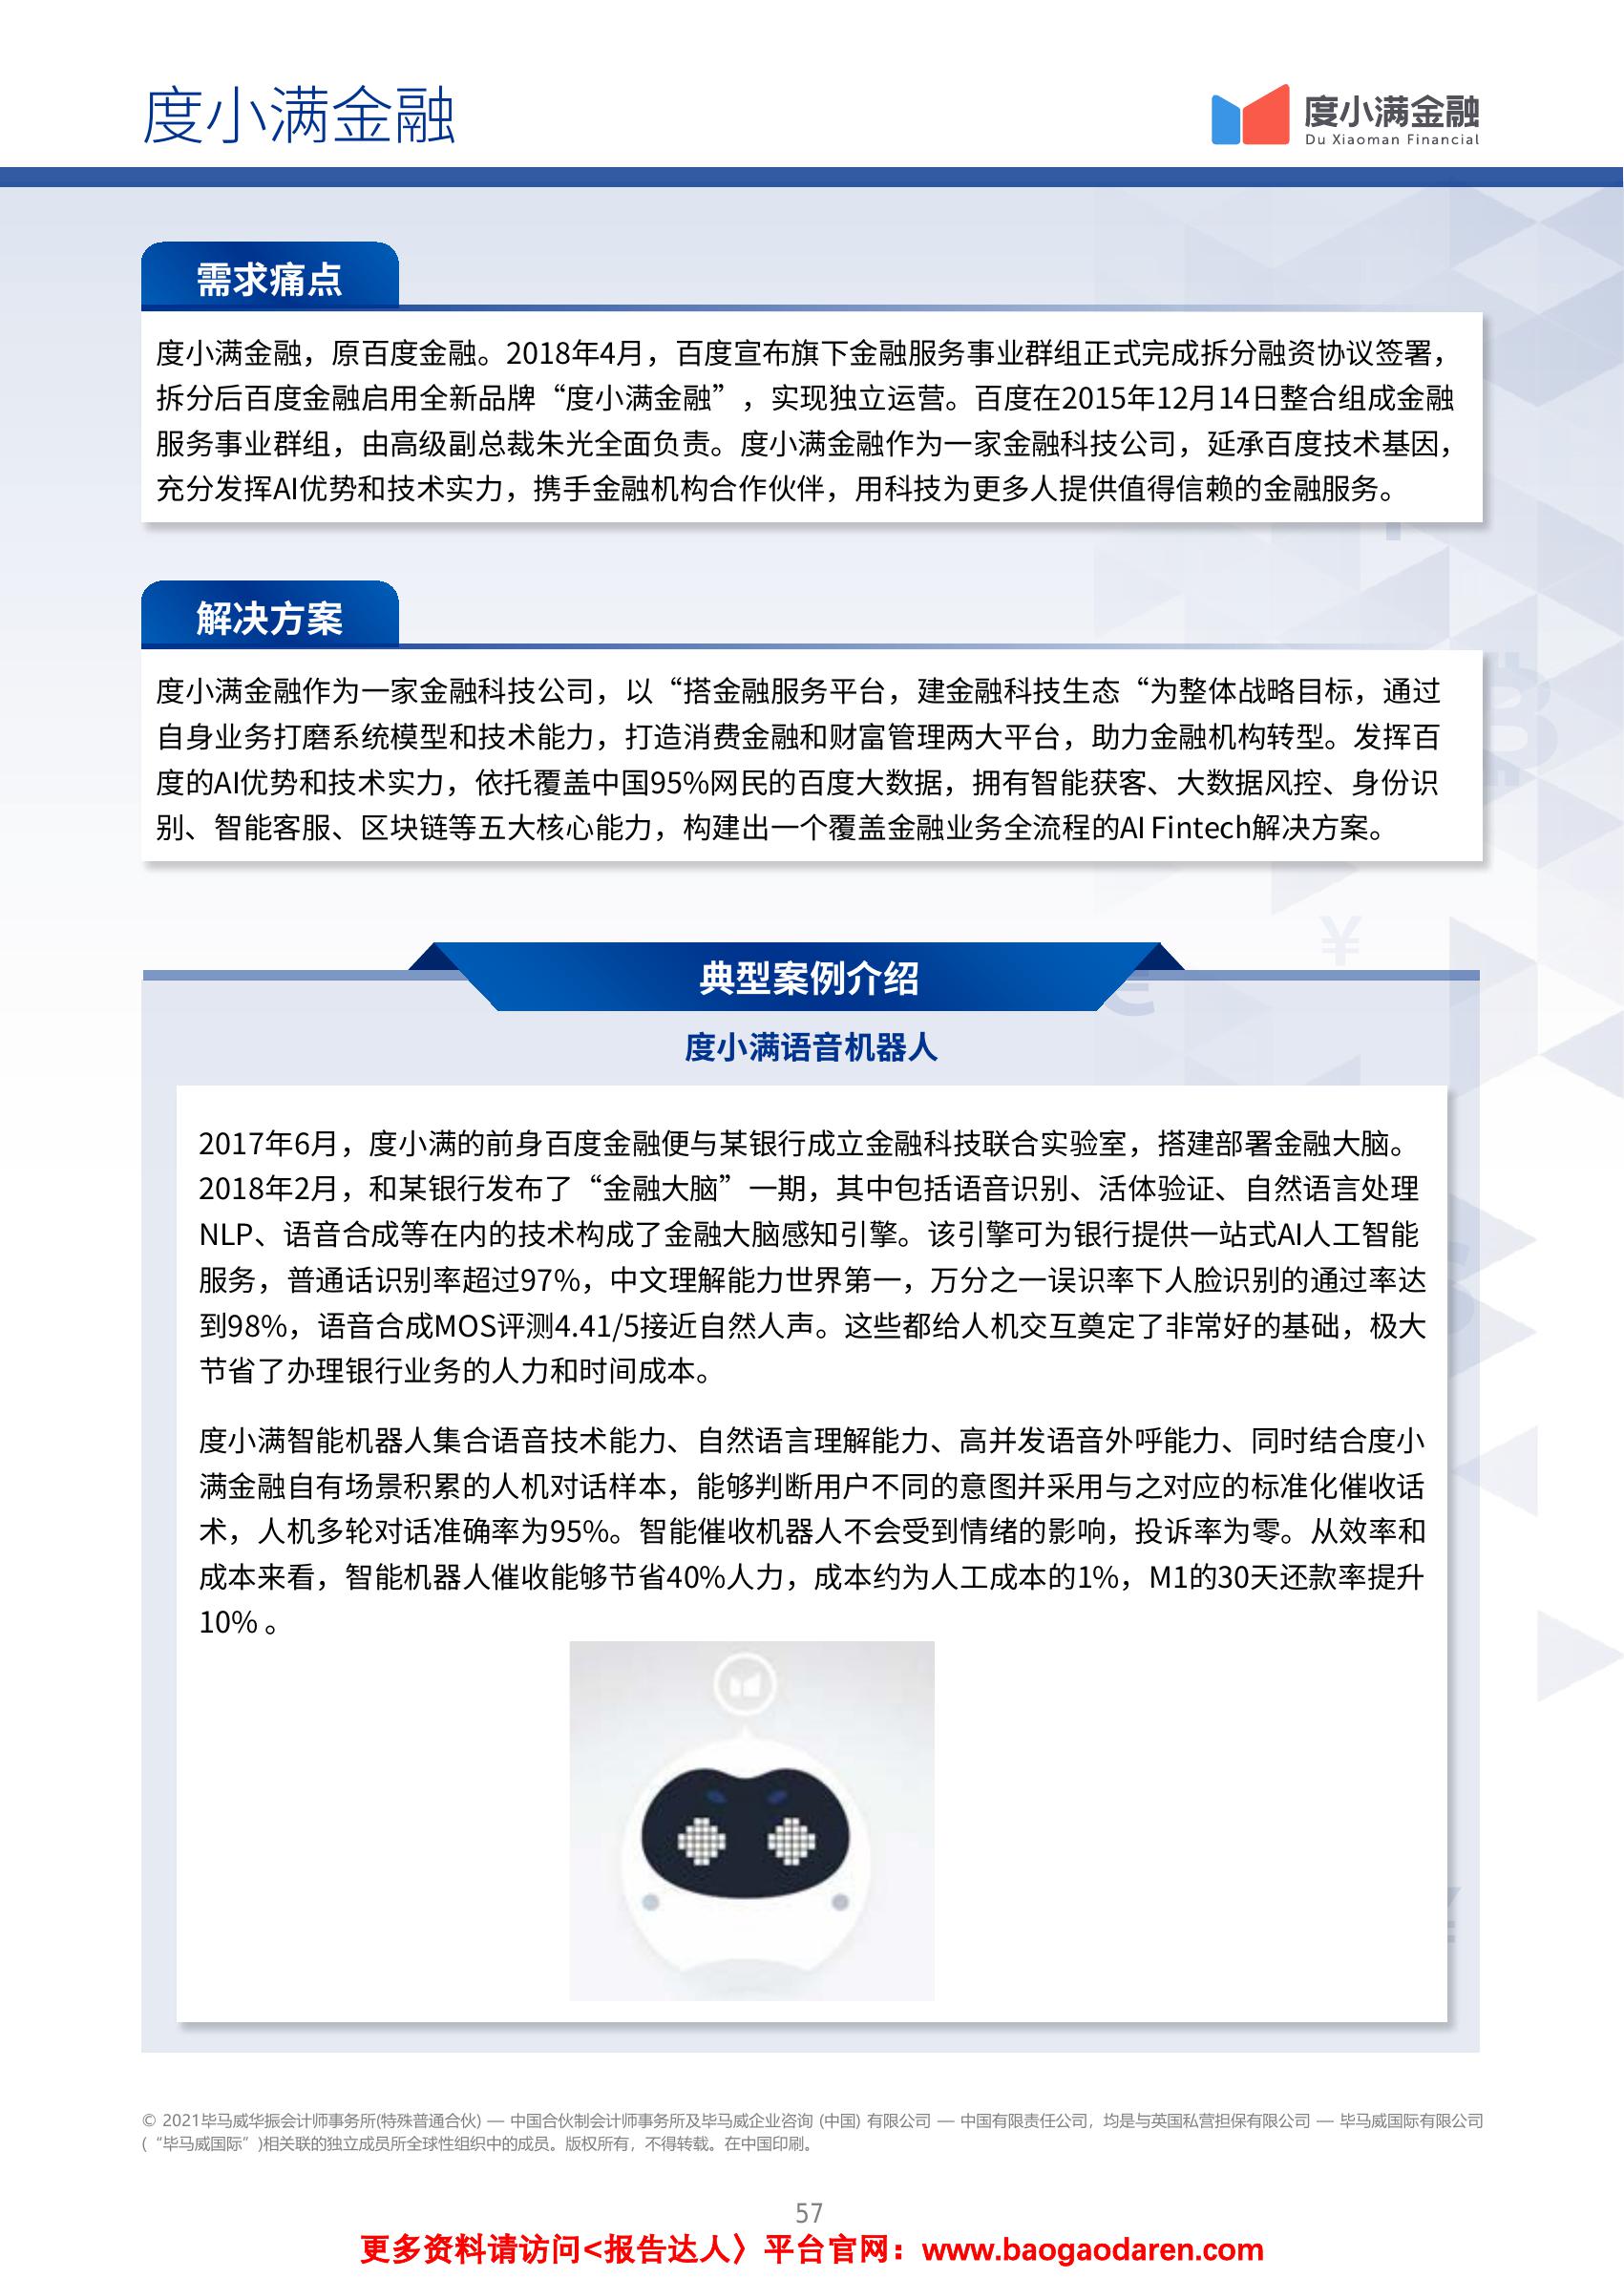 度小满金融
度小满金融
Du Xiaoman Financial
需求痛点
度小满金融，原百度金融。2018年4月，百度宣布旗下金融服务事业群组正式完成拆分融资协议签署，
拆分后百度金融启用全新品牌“度小满金融”，实现独立运营。百度在2015年12月14日整合组成金融
服务事业群组，由高级副总裁朱光全面负责。度小满金融作为一家金融科技公司，延承百度技术基因，
充分发挥AI优势和技术实力，携手金融机构合作伙伴，用科技为更多人提供值得信赖的金融服务。
解决方案
度小满金融作为一家金融科技公司，以“搭金融服务平台，建金融科技生态“为整体战略目标，通过
自身业务打磨系统模型和技术能力，打造消费金融和财富管理两大平台，助力金融机构转型。发挥百
度的AI优势和技术实力，依托覆盖中国95%网民的百度大数据，拥有智能获客、大数据风控、身份识
别、智能客服、区块链等五大核心能力，构建出一个覆盖金融业务全流程的AI Fintech解决方案。
典型案例介绍
度小满语音机器人
2017年6月，度小满的前身百度金融便与某银行成立金融科技联合实验室，搭建部署金融大脑。
2018年2月，和某银行发布了“金融大脑”一期，其中包括语音识别、活体验证、自然语言处理
NLP、语音合成等在内的技术构成了金融大脑感知引擎。该引擎可为银行提供一站式AI人工智能
服务，普通话识别率超过97%，中文理解能力世界第一，万分之一误识率下人脸识别的通过率达
到98%，语音合成MOS评测4.41/5接近自然人声。这些都给人机交互奠定了非常好的基础，极大
节省了办理银行业务的人力和时间成本。
度小满智能机器人集合语音技术能力、自然语言理解能力、高并发语音外呼能力、同时结合度小
满金融自有场景积累的人机对话样本，能够判断用户不同的意图并采用与之对应的标准化催收话
术，人机多轮对话准确率为95%。智能催收机器人不会受到情绪的影响，投诉率为零。从效率和
成本来看，智能机器人催收能够节省40%人力，成本约为人工成本的1%，M1的30天还款率提升
10% 。
© 2021毕马威华振会计师事务所(特殊普通合伙) — 中国合伙制会计师事务所及毕马威企业咨询 (中国) 有限公司 — 中国有限责任公司，均是与英国私营担保有限公司 — 毕马威国际有限公司
(“毕马威国际”)相关联的独立成员所全球性组织中的成员。版权所有，不得转载。在中国印刷。
57
更多资料请访问<报告达人〉平台官网：www.baogaodaren.com